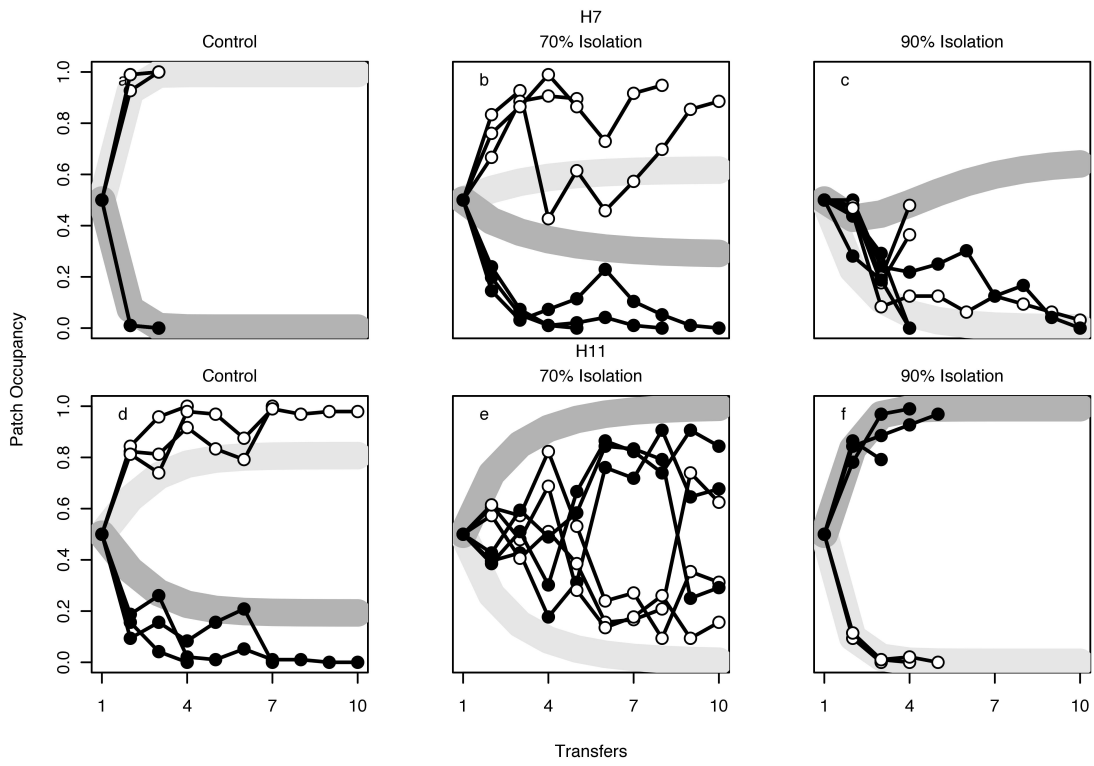 H7
Control
70% Isolation
90% Isolation
a
b
c
1.0
0.8
0.6
0.4
0.2
0.0
H11
Control
70% Isolation
90% Isolation
d
e
f
1.0
0.8
0.6
0.4
0.2
0.0
Patch Occupancy
1 4 7 10
1 4 7 10
1 4 7 10
Transfers